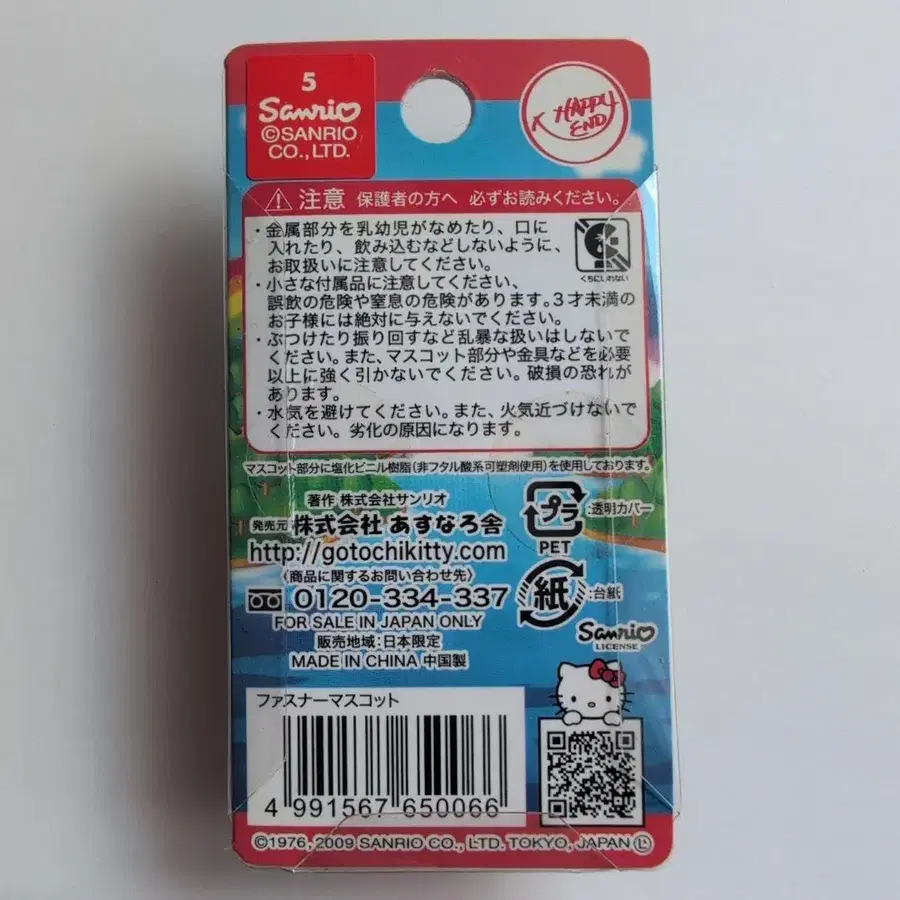 5
Sanrio
©SANRIO
CO., LTD.
HAPPY
END
注意 保護者の方へ 必ずお読みください。
・金属部分を乳幼児がなめたり、口に
入れたり、飲み込むなどしないように、
お取扱いに注意してください。
くちにいれない
・小さな付属品に注意してください、
誤飲の危険や窒息の危険があります。3才未満の
お子様には絶対に与えないでください。
・ぶつけたり振り回すなど乱暴な扱いはしないで
ください。また、マスコット部分や金具などを必要
以上に強く引かないでください。破損の恐れが
あります。
・水気を避けてください。また、火気近づけないで
ください。劣化の原因になります。
マスコット部分に塩化ビニル樹脂(非フタル酸系可塑剤使用)を使用しております。
著作 株式会社サンリオ
発売元 株式会社 あすなろ舎
http://gotochikitty.com
〈商品に関するお問い合わせ先〉
0120-334-337
FOR SALE IN JAPAN ONLY
販売地域:日本限定
MADE IN CHINA 中国製
プラ :透明カバー
PET
紙 :台紙
Sanrio
LICENSE
ファスナーマスコット
4 991567 650066
©1976, 2009 SANRIO CO., LTD. TOKYO, JAPAN Ⓛ